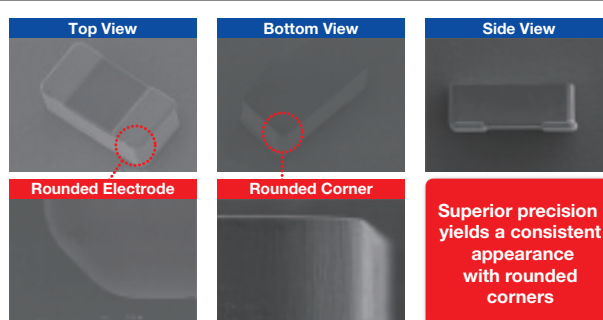 Top View
Bottom View
Side View
Rounded Electrode
Rounded Corner
Superior precision
yields a consistent
appearance
with rounded
corners